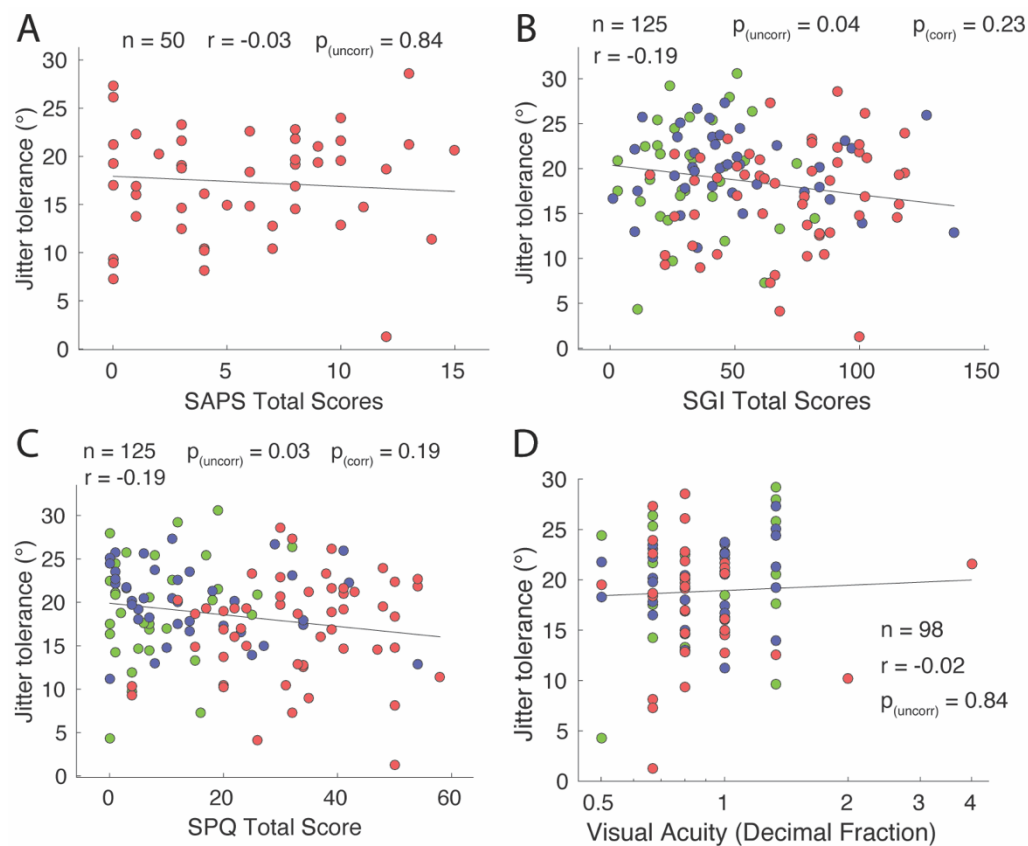 A
n = 50 r = -0.03 p(uncorr) = 0.84
Jitter tolerance (°)
30
25
20
15
10
5
0
0 5 10 15
SAPS Total Scores
B
n = 125 p(uncorr) = 0.04 p(corr) = 0.23
r = -0.19
Jitter tolerance (°)
30
25
20
15
10
5
0
0 50 100 150
SGI Total Scores
C
n = 125 p(uncorr) = 0.03 p(corr) = 0.19
r = -0.19
Jitter tolerance (°)
30
25
20
15
10
5
0
0 20 40 60
SPQ Total Score
D
Jitter tolerance (°)
30
25
20
15
10
5
0
n = 98
r = -0.02
p(uncorr) = 0.84
0.5 1 2 3 4
Visual Acuity (Decimal Fraction)